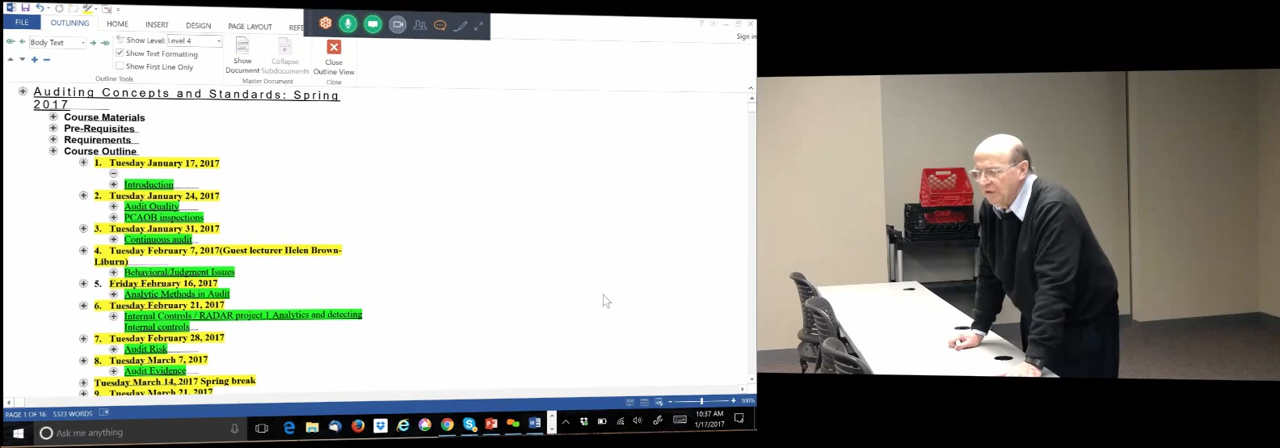 FILE OUTLINING HOME INSERT DESIGN PAGE LAYOUT REFE
Sign in
Body Text
Show Level: Level 4
Show Text Formatting
Show First Line Only
Show Document
Collapse Subdocuments
Close Outline View
Outline Tools
Master Document
Close
Auditing Concepts and Standards: Spring
2017
Course Materials
Pre-Requisites
Requirements
Course Outline
1. Tuesday January 17, 2017
Introduction
2. Tuesday January 24, 2017
Audit Quality
PCAOB inspections
3. Tuesday January 31, 2017
Continuous audit
4. Tuesday February 7, 2017(Guest lecturer Helen Brown-
Liburn)
Behavioral/Judgment Issues
5. Friday February 16, 2017
Analytic Methods in Audit
6. Tuesday February 21, 2017
Internal Controls / RADAR project 1 Analytics and detecting
Internal controls
7. Tuesday February 28, 2017
Audit Risk
8. Tuesday March 7, 2017
Audit Evidence
Tuesday March 14, 2017 Spring break
9. Tuesday March 21, 2017
PAGE 1 OF 16 5323 WORDS
100%
Ask me anything
10:37 AM
1/17/2017